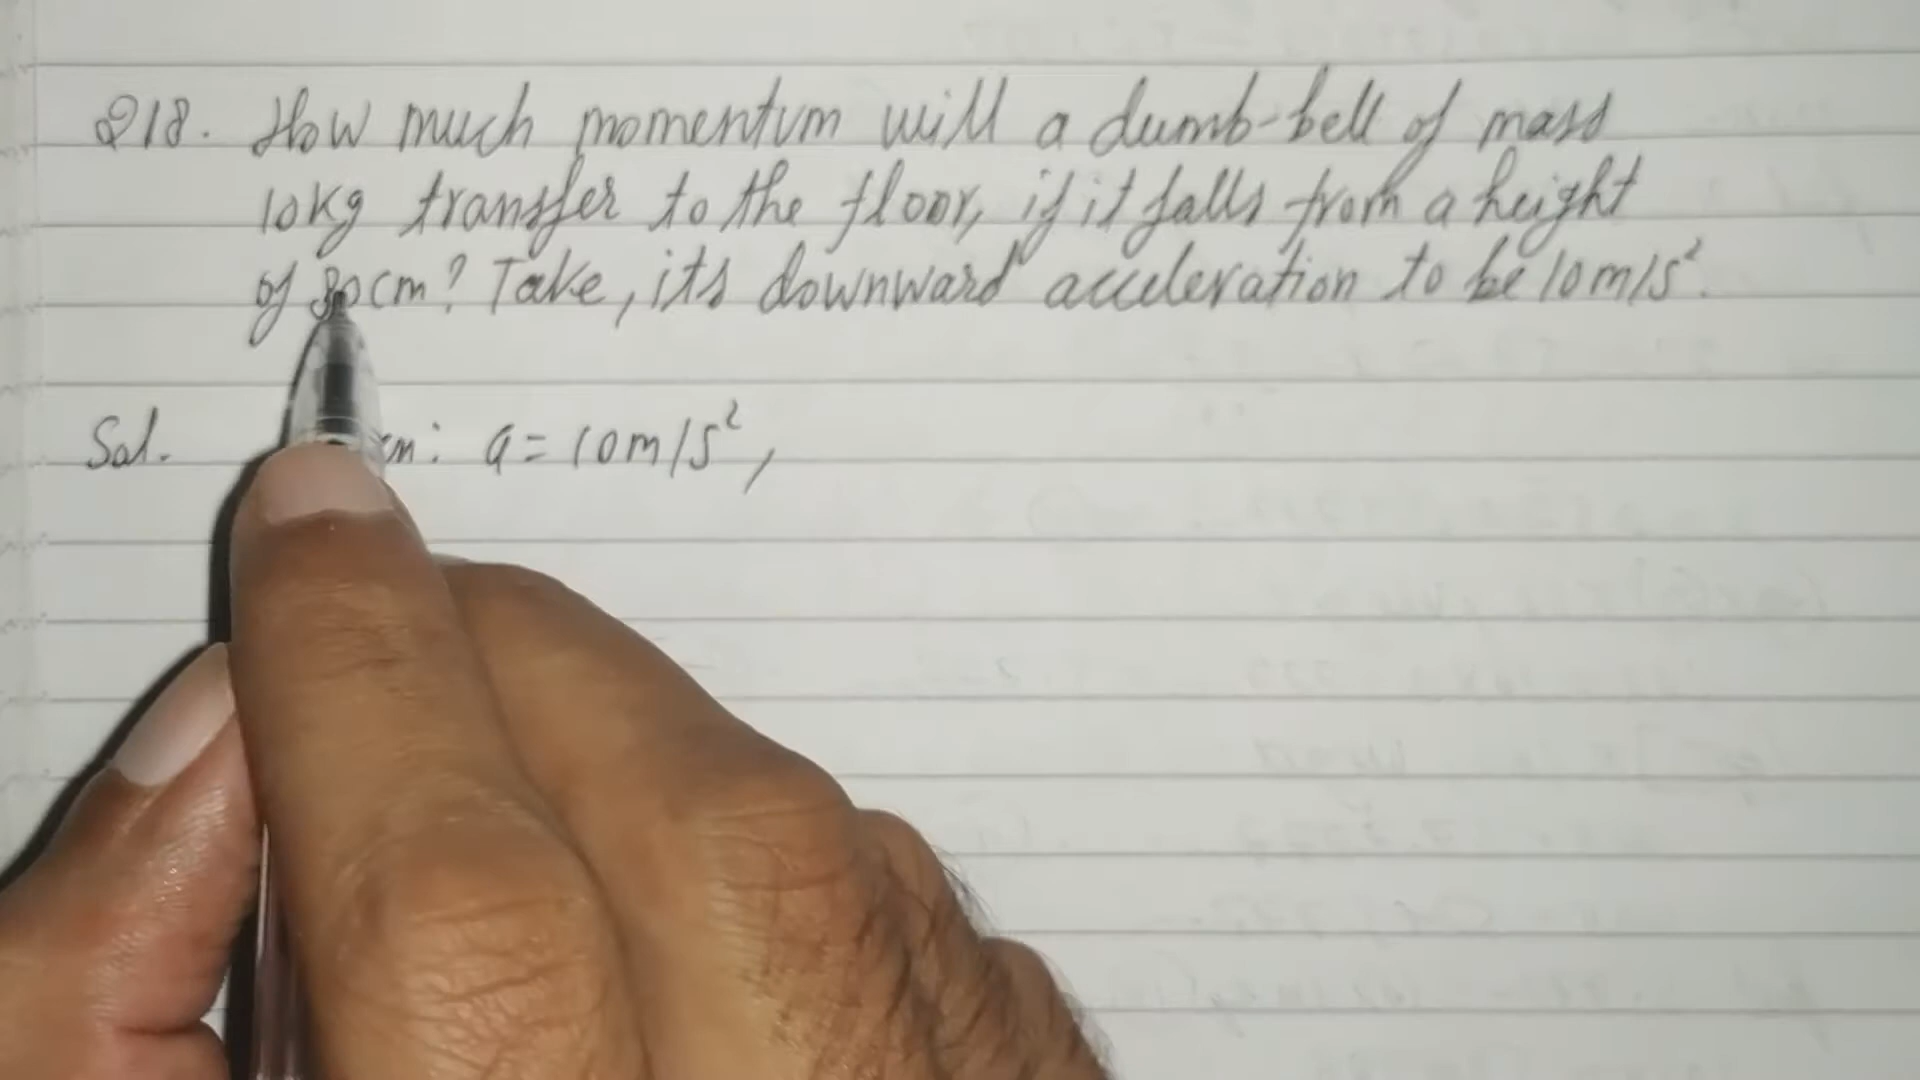 Q18. How much momentum will a dumb-bell of mass
10kg transfer to the floor, if it falls from a height
of 80cm? Take, its downward acceleration to be 10m/s².
Sol. a = 10m/s²,